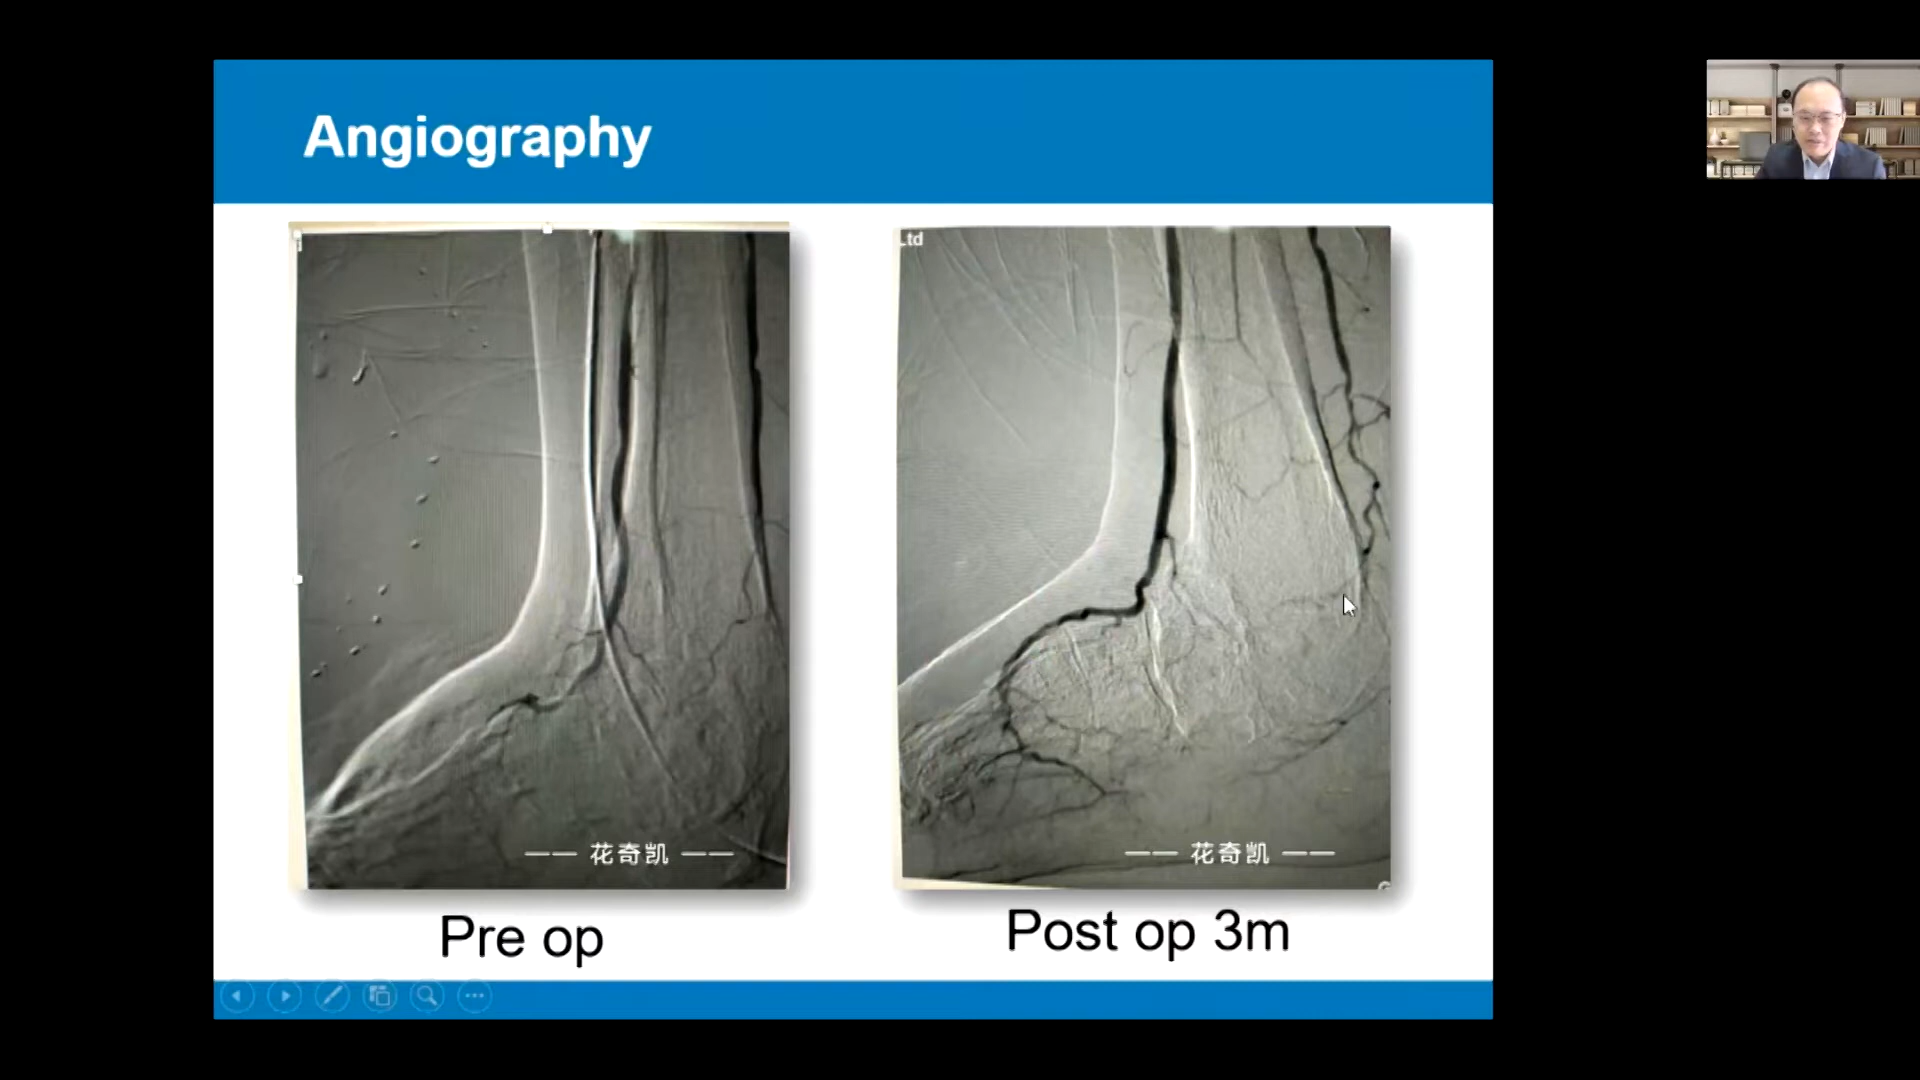 Angiography
Ltd
—— 花奇凯 ——
—— 花奇凯 ——
Pre op
Post op 3m